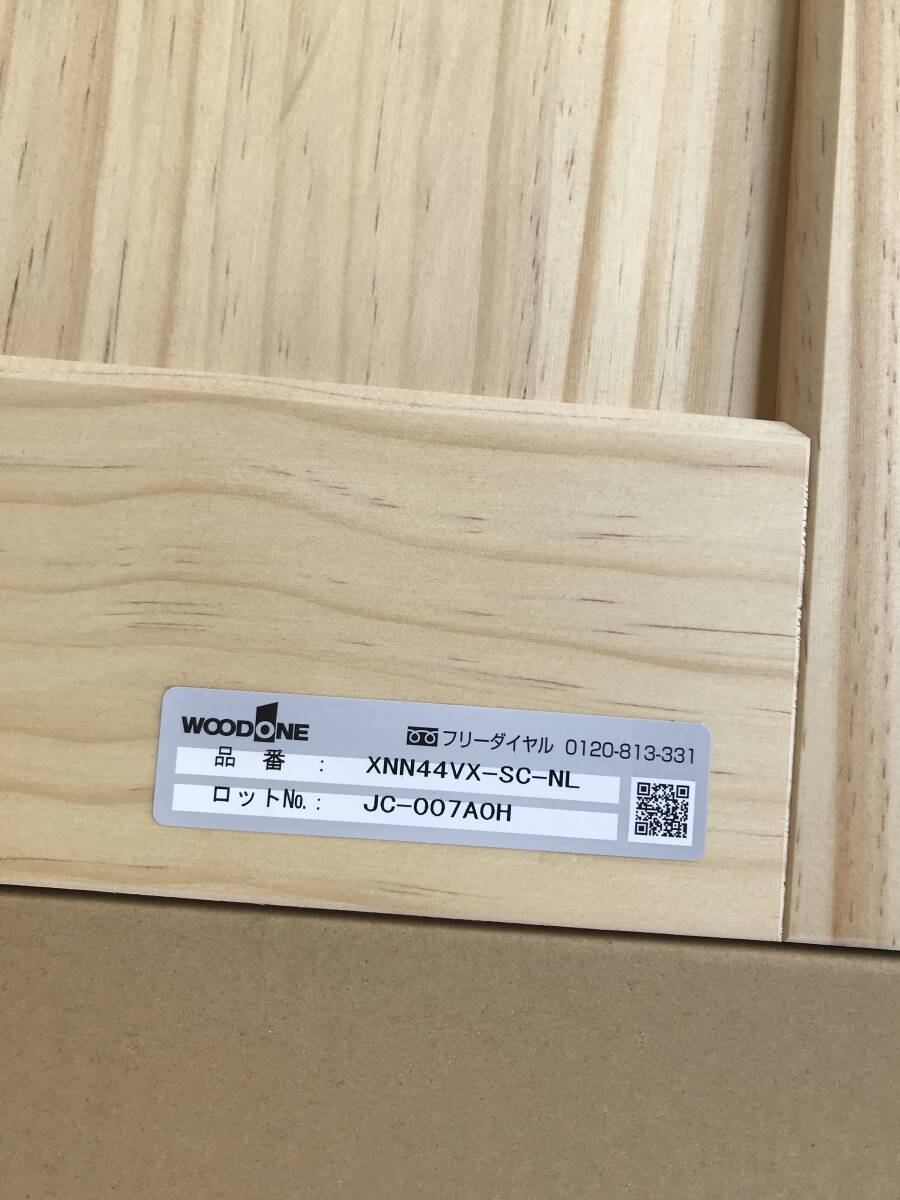 WOODONE
フリーダイヤル 0120-813-331
品 番 : XNN44VX-SC-NL
ロットNo. : JC-007A0H